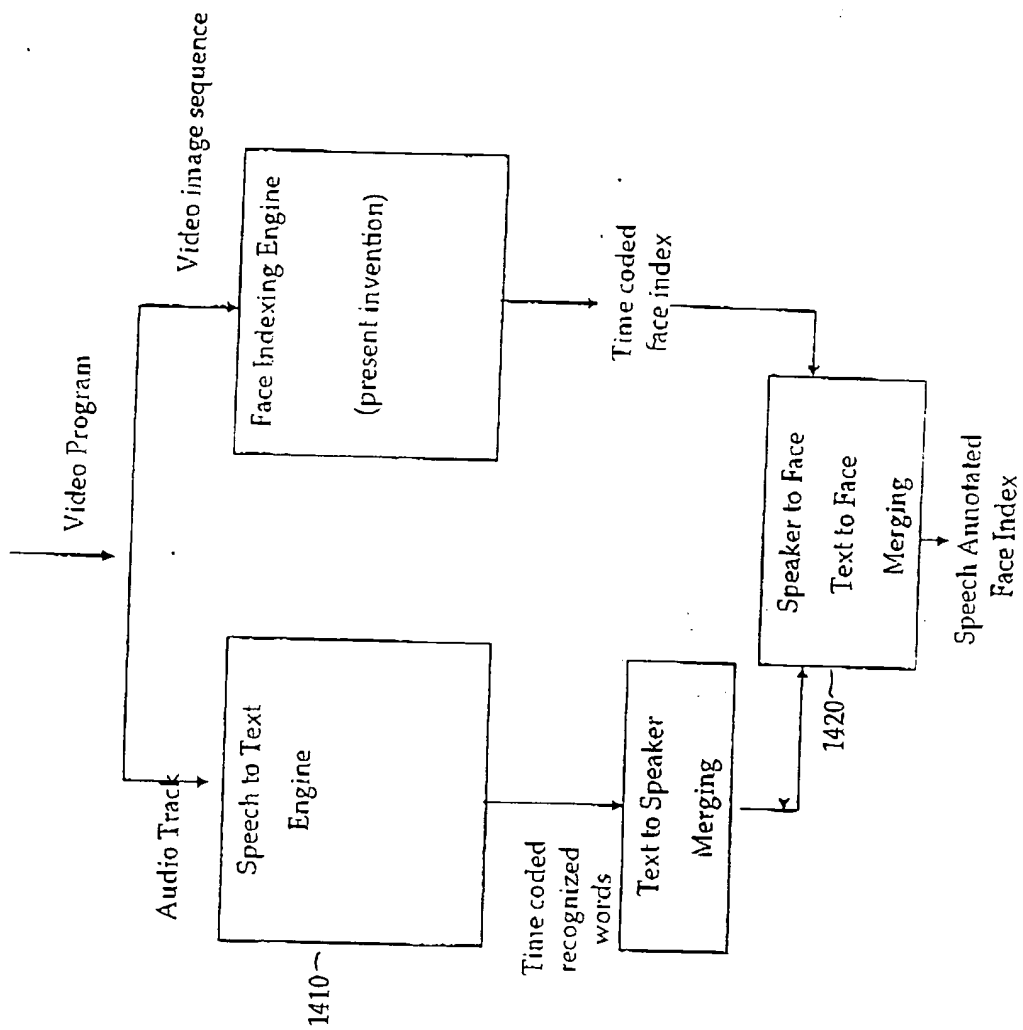 Video Program
Audio Track
Video image sequence
Speech to Text
Engine
Face Indexing Engine
(present invention)
1410
Time coded
recognized
words
Time coded
face index
Text to Speaker
Merging
Speaker to Face
Text to Face
Merging
1420
Speech Annotated
Face Index